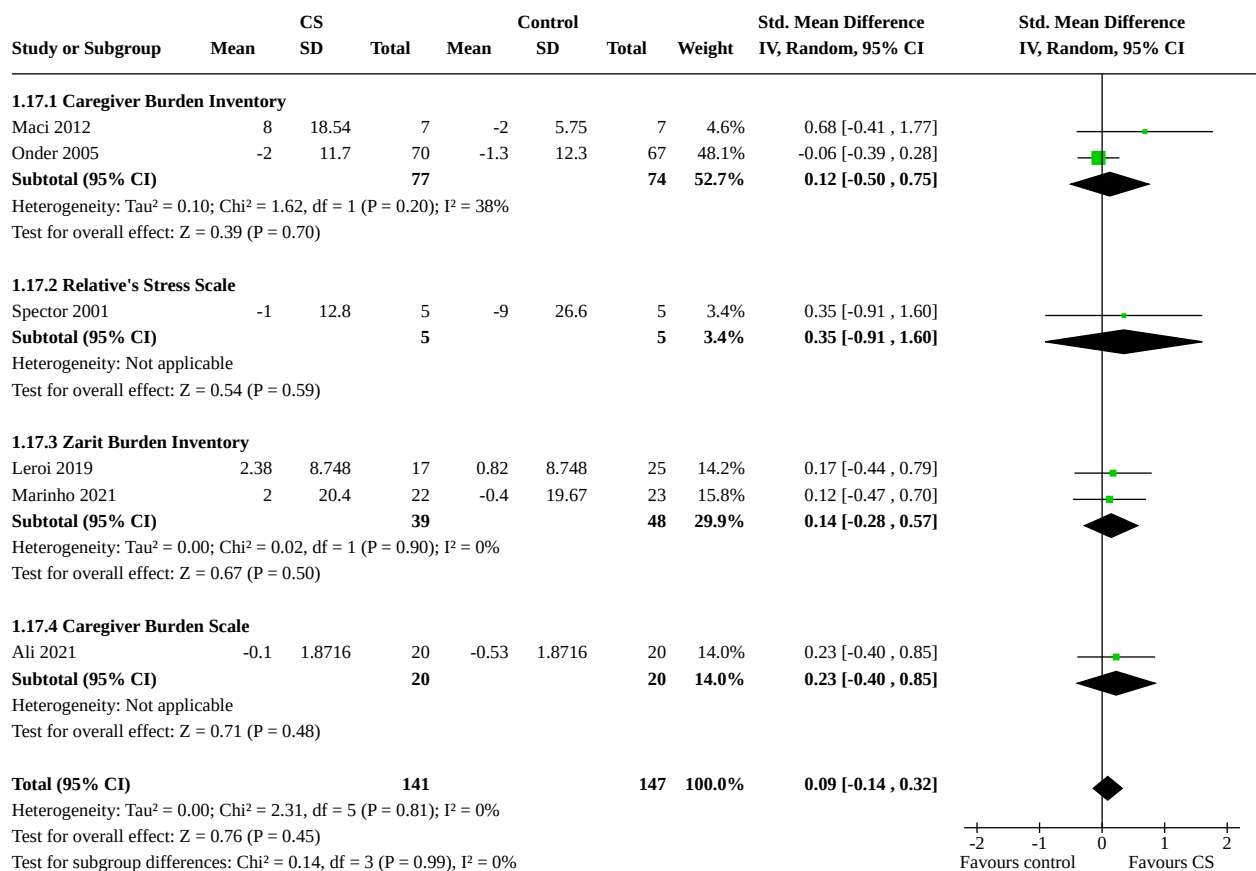 CS Control Std. Mean Difference Std. Mean Difference
Study or Subgroup Mean SD Total Mean SD Total Weight IV, Random, 95% CI IV, Random, 95% CI
1.17.1 Caregiver Burden Inventory
Maci 2012 8 18.54 7 -2 5.75 7 4.6% 0.68 [-0.41 , 1.77]
Onder 2005 -2 11.7 70 -1.3 12.3 67 48.1% -0.06 [-0.39 , 0.28]
Subtotal (95% CI) 77 74 52.7% 0.12 [-0.50 , 0.75]
Heterogeneity: Tau² = 0.10; Chi² = 1.62, df = 1 (P = 0.20); I² = 38%
Test for overall effect: Z = 0.39 (P = 0.70)
1.17.2 Relative's Stress Scale
Spector 2001 -1 12.8 5 -9 26.6 5 3.4% 0.35 [-0.91 , 1.60]
Subtotal (95% CI) 5 5 3.4% 0.35 [-0.91 , 1.60]
Heterogeneity: Not applicable
Test for overall effect: Z = 0.54 (P = 0.59)
1.17.3 Zarit Burden Inventory
Leroi 2019 2.38 8.748 17 0.82 8.748 25 14.2% 0.17 [-0.44 , 0.79]
Marinho 2021 2 20.4 22 -0.4 19.67 23 15.8% 0.12 [-0.47 , 0.70]
Subtotal (95% CI) 39 48 29.9% 0.14 [-0.28 , 0.57]
Heterogeneity: Tau² = 0.00; Chi² = 0.02, df = 1 (P = 0.90); I² = 0%
Test for overall effect: Z = 0.67 (P = 0.50)
1.17.4 Caregiver Burden Scale
Ali 2021 -0.1 1.8716 20 -0.53 1.8716 20 14.0% 0.23 [-0.40 , 0.85]
Subtotal (95% CI) 20 20 14.0% 0.23 [-0.40 , 0.85]
Heterogeneity: Not applicable
Test for overall effect: Z = 0.71 (P = 0.48)
Total (95% CI) 141 147 100.0% 0.09 [-0.14 , 0.32]
Heterogeneity: Tau² = 0.00; Chi² = 2.31, df = 5 (P = 0.81); I² = 0%
Test for overall effect: Z = 0.76 (P = 0.45)
-2 -1 0 1 2
Test for subgroup differences: Chi² = 0.14, df = 3 (P = 0.99), I² = 0%
Favours control Favours CS